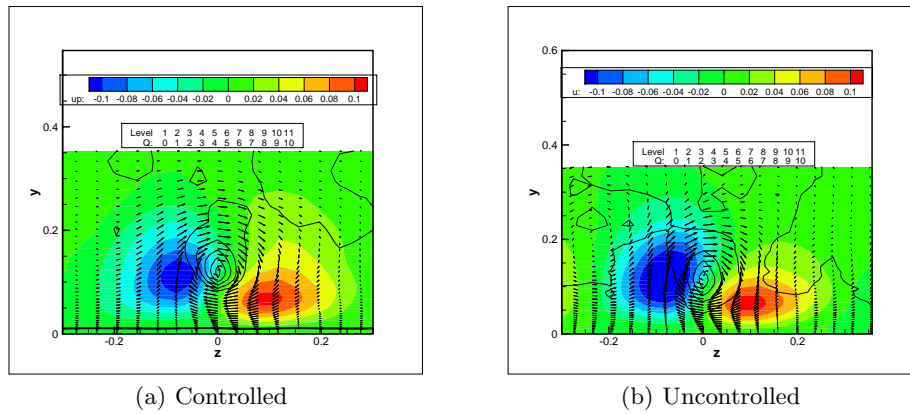 up: -0.1 -0.08 -0.06 -0.04 -0.02 0 0.02 0.04 0.06 0.08 0.1
Level 1 2 3 4 5 6 7 8 9 10 11
Q: 0 1 2 3 4 5 6 7 8 9 10
y
0.4
0.2
0
-0.2 0 0.2
z
(a) Controlled
0.6
u: -0.1 -0.08 -0.06 -0.04 -0.02 0 0.02 0.04 0.06 0.08 0.1
Level 1 2 3 4 5 6 7 8 9 10 11
Q: 0 1 2 3 4 5 6 7 8 9 10
y
0.4
0.2
0
-0.2 0 0.2
z
(b) Uncontrolled